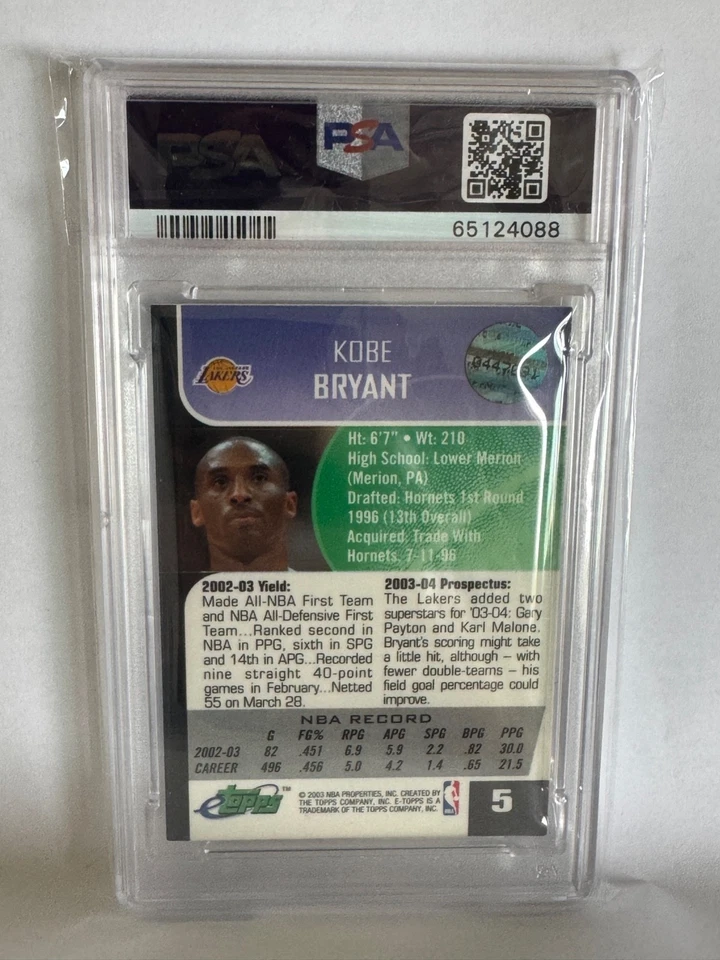 PSA
PSA
65124088
LAKERS
KOBE
BRYANT
Ht: 6'7" • Wt: 210
High School: Lower Merion
(Merion, PA)
Drafted: Hornets 1st Round
1996 (13th Overall)
Acquired: Trade With
Hornets, 7-11-96
2002-03 Yield:
Made All-NBA First Team
and NBA All-Defensive First
Team...Ranked second in
NBA in PPG, sixth in SPG
and 14th in APG...Recorded
nine straight 40-point
games in February...Netted
55 on March 28.
2003-04 Prospectus:
The Lakers added two
superstars for '03-04: Gary
Payton and Karl Malone.
Bryant's scoring might take
a little hit, although – with
fewer double-teams – his
field goal percentage could
improve.
NBA RECORD
G FG% RPG APG SPG BPG PPG
2002-03 82 .451 6.9 5.9 2.2 .82 30.0
CAREER 496 .456 5.0 4.2 1.4 .65 21.5
etopps™
© 2003 NBA PROPERTIES, INC. CREATED BY
THE TOPPS COMPANY, INC. E-TOPPS IS A
TRADEMARK OF THE TOPPS COMPANY, INC.
NBA
5